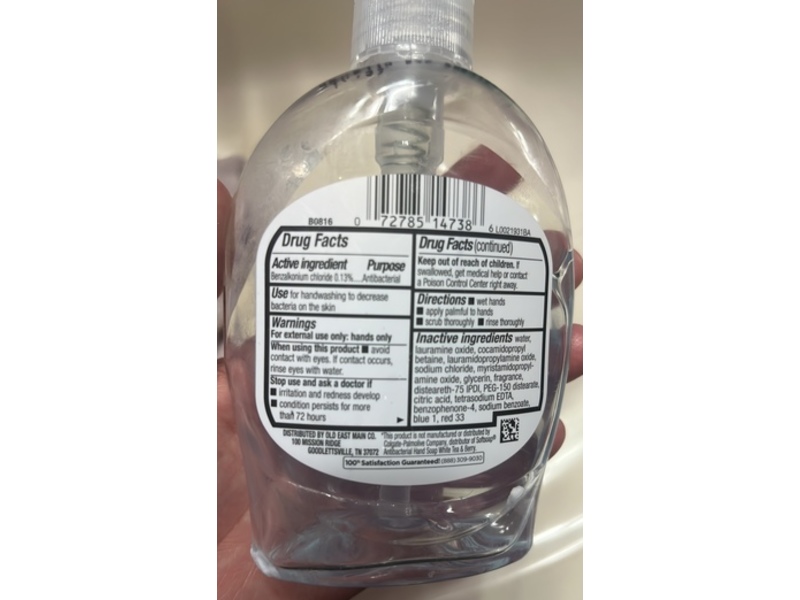 B0816
0 72785 14738 6
L0021931BA
Drug Facts
Active ingredient Purpose
Benzalkonium chloride 0.13%....Antibacterial
Use for handwashing to decrease
bacteria on the skin
Warnings
For external use only: hands only
When using this product ■ avoid
contact with eyes. If contact occurs,
rinse eyes with water.
Stop use and ask a doctor if
■ irritation and redness develop
■ condition persists for more
than 72 hours
Drug Facts (continued)
Keep out of reach of children. If
swallowed, get medical help or contact
a Poison Control Center right away.
Directions ■ wet hands
■ apply palmful to hands
■ scrub thoroughly ■ rinse thoroughly
Inactive ingredients water,
lauramine oxide, cocamidopropyl
betaine, lauramidopropylamine oxide,
sodium chloride, myristamidopropyl-
amine oxide, glycerin, fragrance,
disteareth-75 IPDI, PEG-150 distearate,
citric acid, tetrasodium EDTA,
benzophenone-4, sodium benzoate,
blue 1, red 33
DISTRIBUTED BY OLD EAST MAIN CO.
100 MISSION RIDGE
GOODLETTSVILLE, TN 37072
*This product is not manufactured or distributed by
Colgate-Palmolive Company, distributor of Softsoap®
Antibacterial Hand Soap White Tea & Berry.
100% Satisfaction Guaranteed! (888) 309-9030